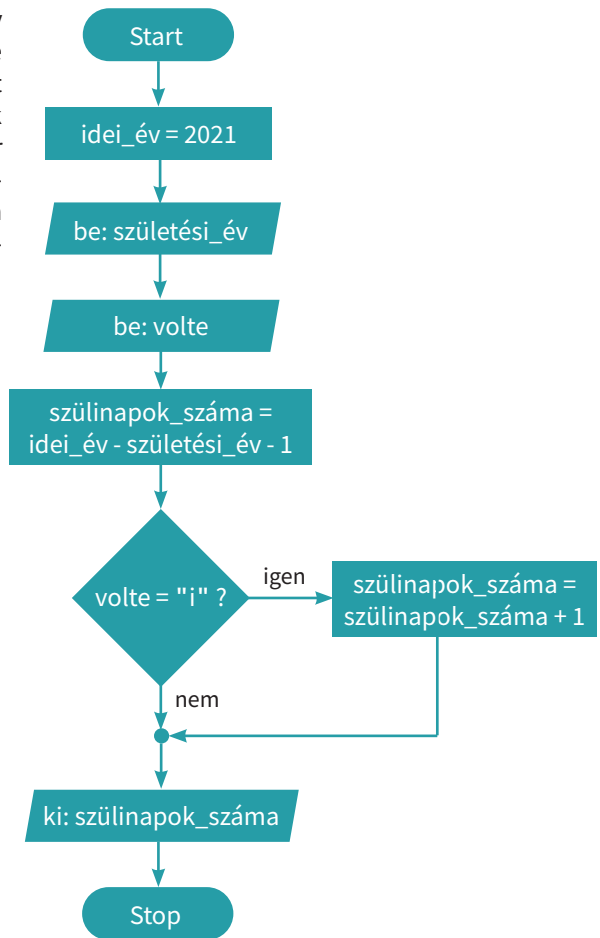 Start
idei_év = 2021
be: születési_év
be: volte
szülinapok_száma =
idei_év - születési_év - 1
volte = "i" ?
igen
szülinapok_száma =
szülinapok_száma + 1
nem
ki: szülinapok_száma
Stop